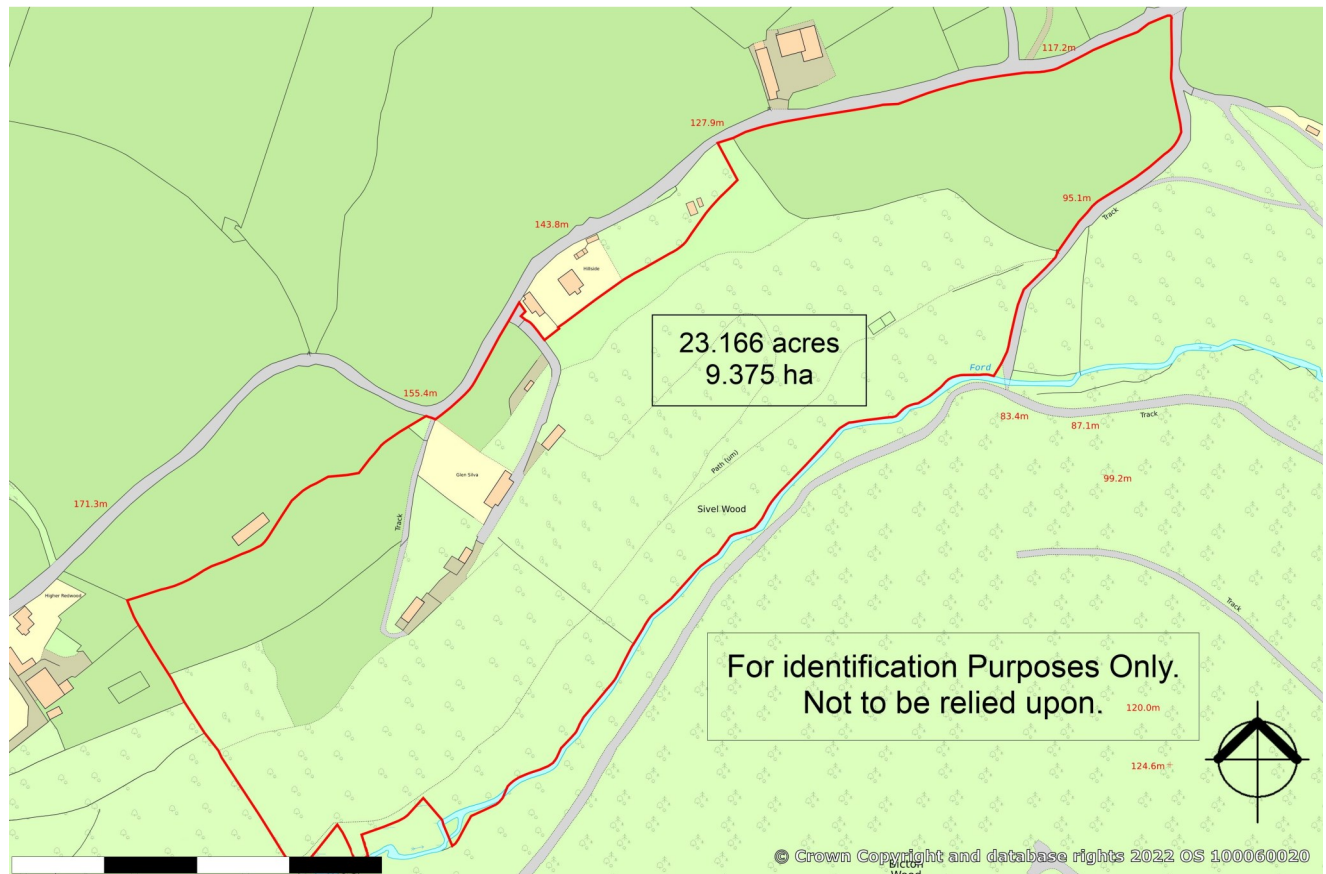 117.2m
127.9m
95.1m
Track
143.8m
Hillside
23.166 acres
9.375 ha
Ford
155.4m
83.4m
87.1m
Track
Glen Silva
99.2m
Path (um)
171.3m
Sivel Wood
Track
Higher Redwood
Track
For identification Purposes Only.
Not to be relied upon.
120.0m
124.6m+
© Crown Copyright and database rights 2022 OS 100060020
Bicton
Wood